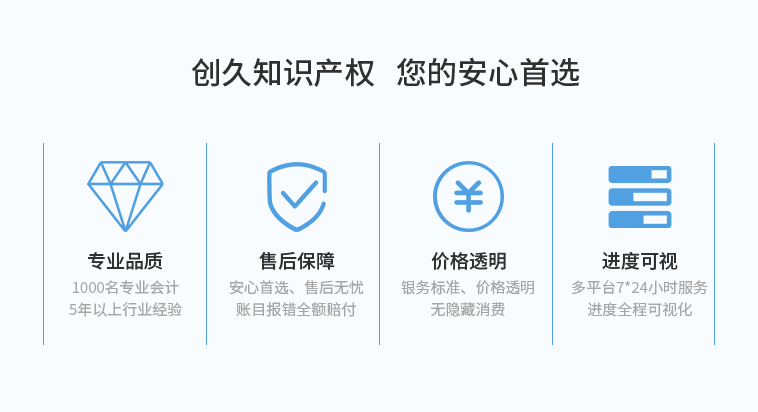 创久知识产权 您的安心首选
专业品质
1000名专业会计
5年以上行业经验
售后保障
安心首选、售后无忧
账目报错全额赔付
价格透明
银务标准、价格透明
无隐藏消费
进度可视
多平台7*24小时服务
进度全程可视化